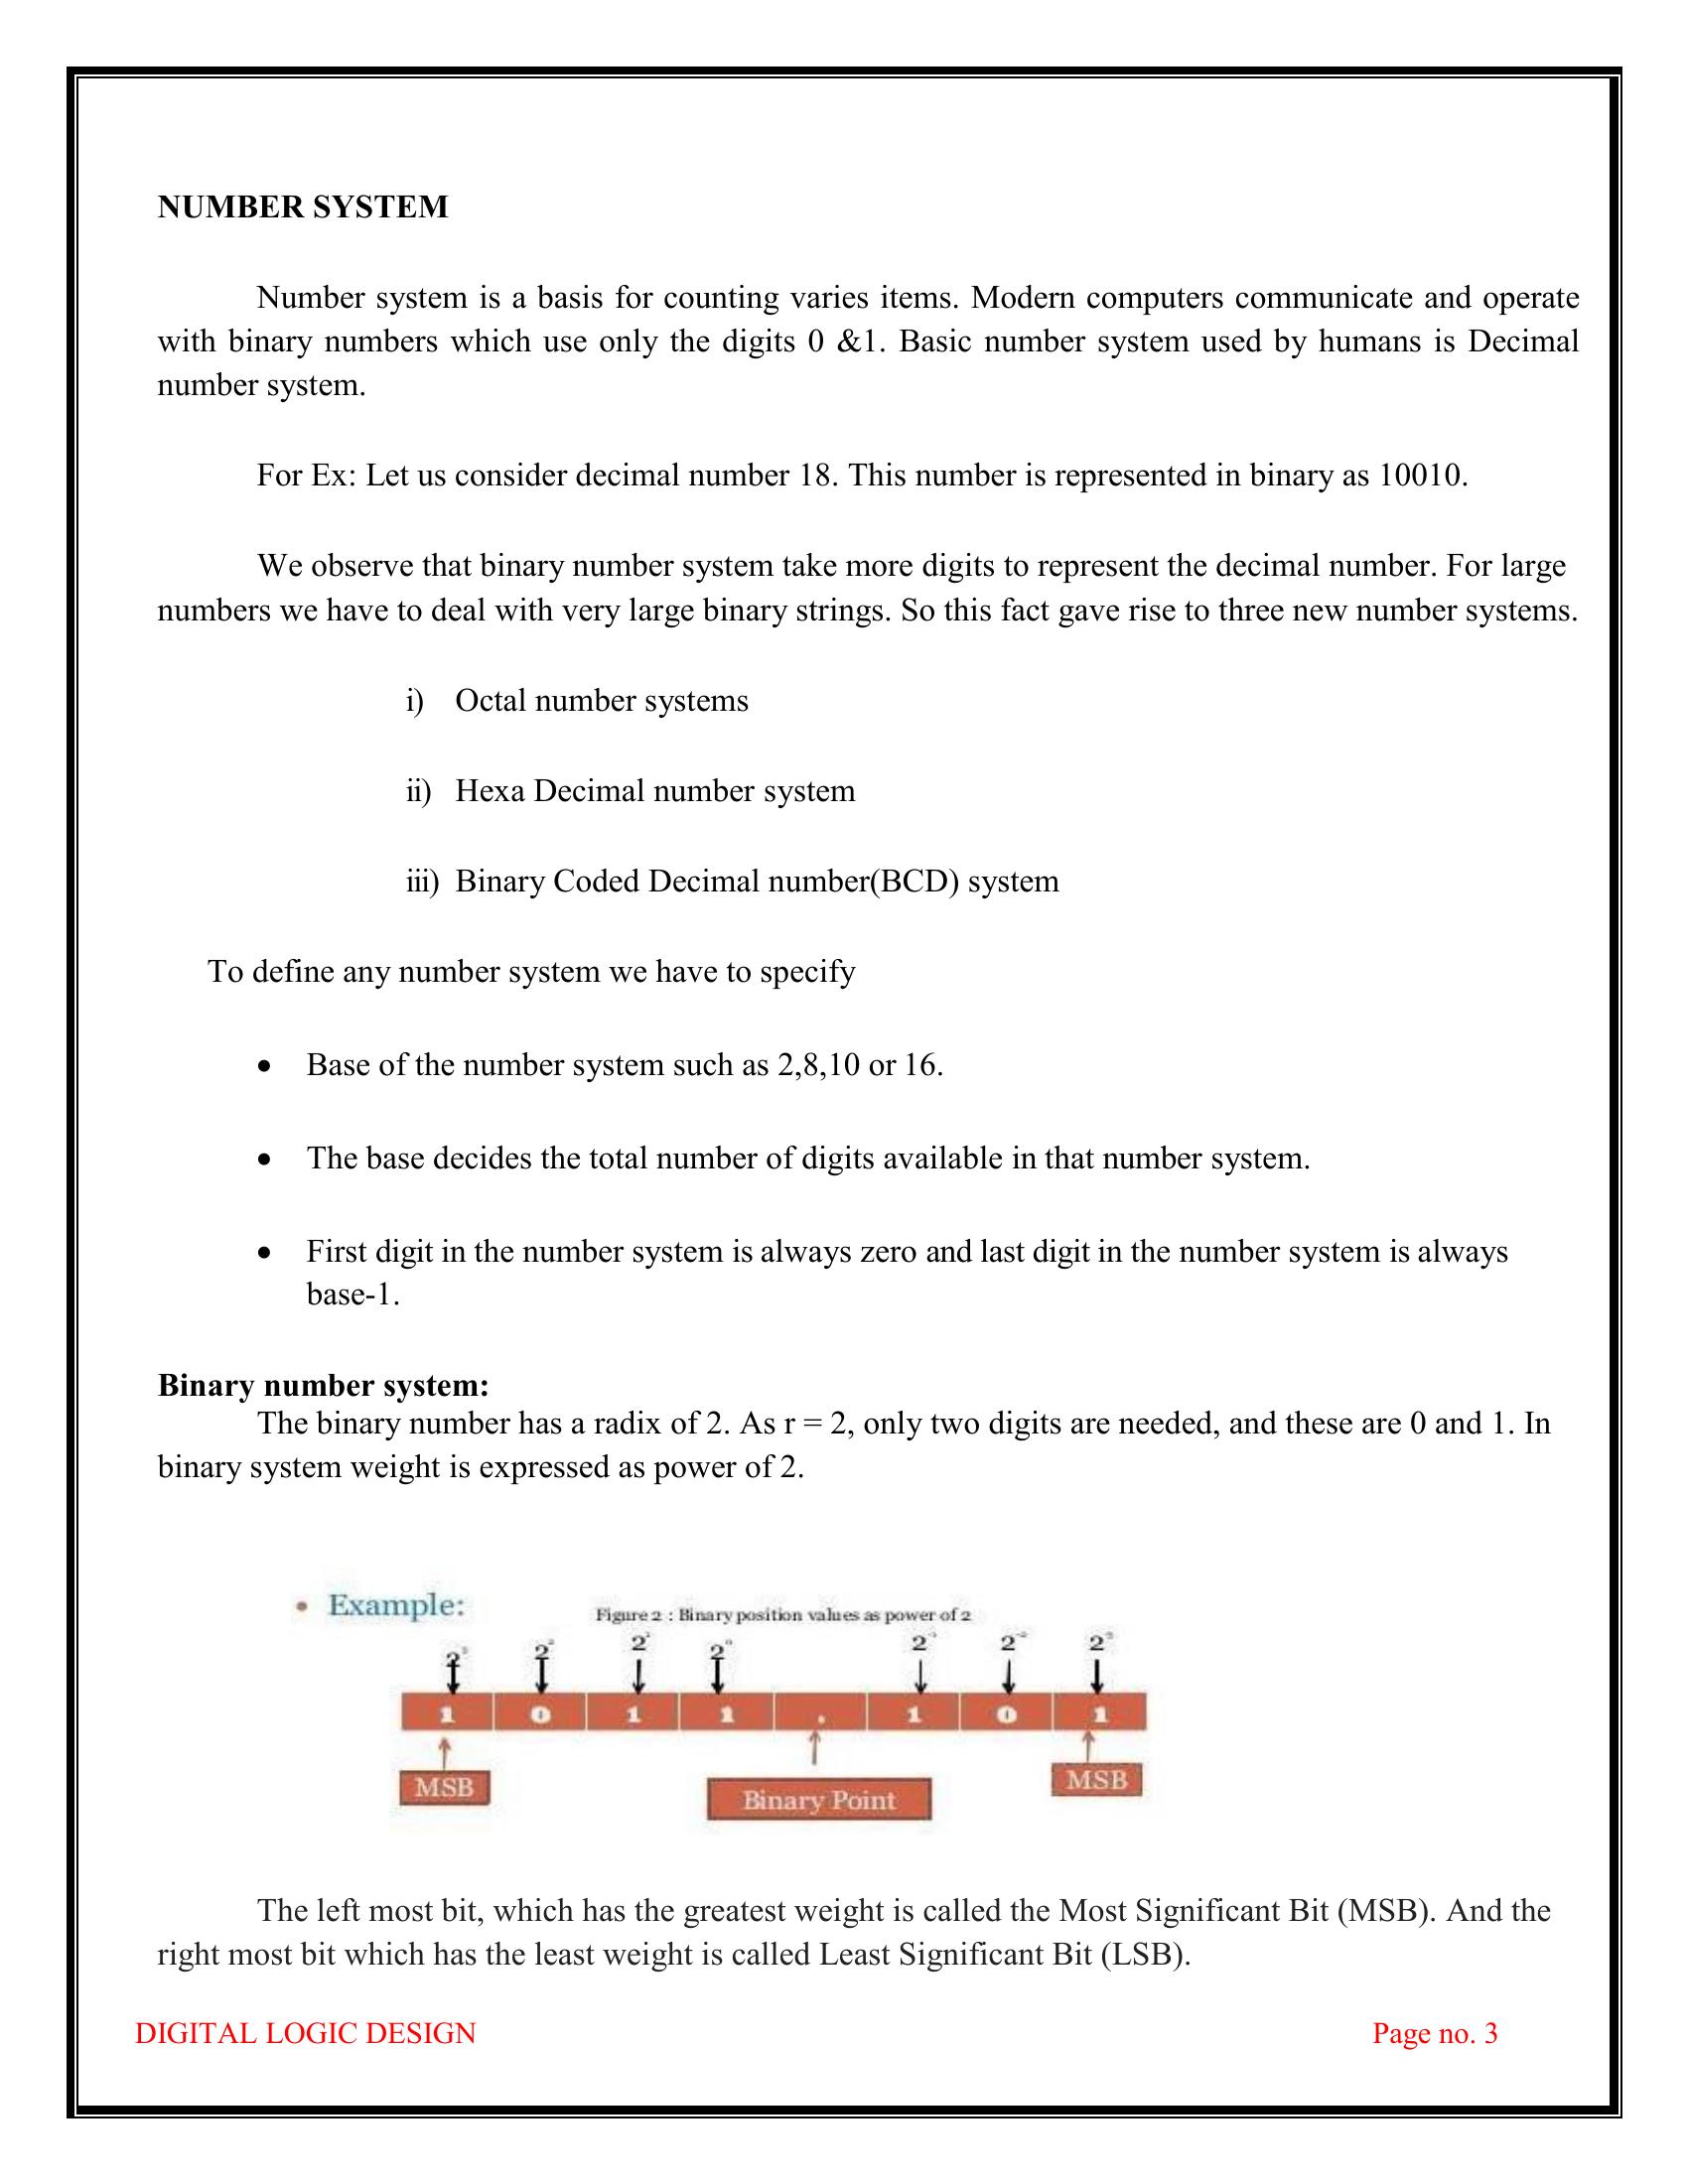 NUMBER SYSTEM
Number system is a basis for counting varies items. Modern computers communicate and operate
with binary numbers which use only the digits 0 &1. Basic number system used by humans is Decimal
number system.
For Ex: Let us consider decimal number 18. This number is represented in binary as 10010.
We observe that binary number system take more digits to represent the decimal number. For large
numbers we have to deal with very large binary strings. So this fact gave rise to three new number systems.
i) Octal number systems
ii) Hexa Decimal number system
iii) Binary Coded Decimal number(BCD) system
To define any number system we have to specify
• Base of the number system such as 2,8,10 or 16.
• The base decides the total number of digits available in that number system.
• First digit in the number system is always zero and last digit in the number system is always
base-1.
Binary number system:
The binary number has a radix of 2. As r = 2, only two digits are needed, and these are 0 and 1. In
binary system weight is expressed as power of 2.
• Example:
Figure 2 : Binary position values as power of 2
2³ 2² 2¹ 2⁰ 2⁻¹ 2⁻² 2⁻³
1 0 1 1 . 1 0 1
MSB Binary Point MSB
The left most bit, which has the greatest weight is called the Most Significant Bit (MSB). And the
right most bit which has the least weight is called Least Significant Bit (LSB).
DIGITAL LOGIC DESIGN Page no. 3